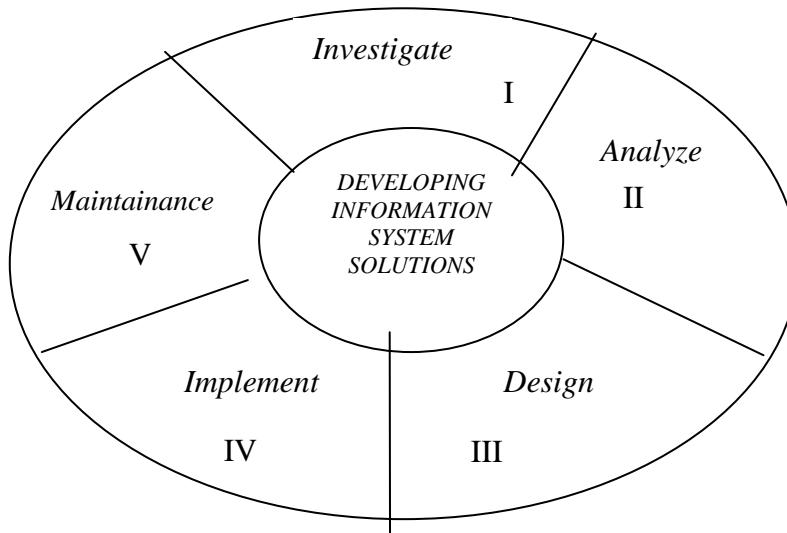 Investigate
I
Analyze
II
DEVELOPING
INFORMATION
SYSTEM
SOLUTIONS
Maintainance
V
Implement
IV
Design
III